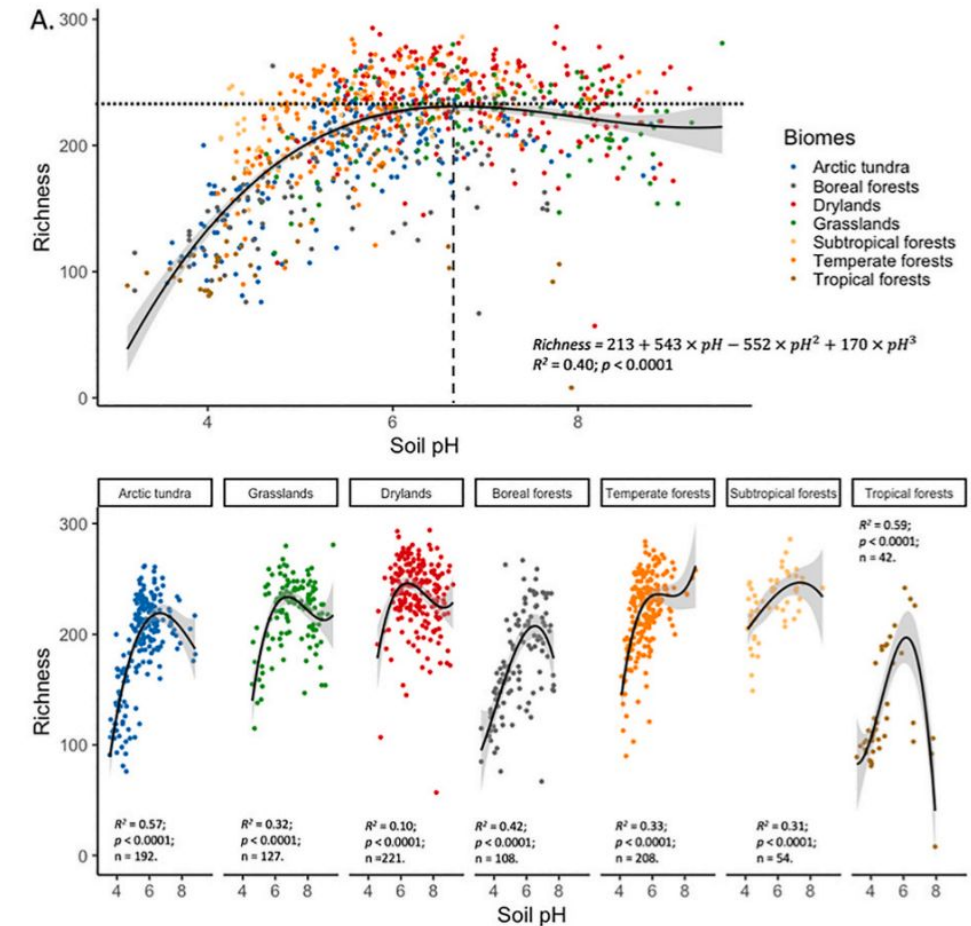 A.
300
200
100
0
Richness
4 6 8
Soil pH
Biomes
Arctic tundra
Boreal forests
Drylands
Grasslands
Subtropical forests
Temperate forests
Tropical forests
Richness = 213 + 543 × pH − 552 × pH² + 170 × pH³
R² = 0.40; p < 0.0001
Arctic tundra Grasslands Drylands Boreal forests Temperate forests Subtropical forests Tropical forests
300
200
100
0
Richness
R² = 0.57;
p < 0.0001;
n = 192.
R² = 0.32;
p < 0.0001;
n = 127.
R² = 0.10;
p < 0.0001;
n =221.
R² = 0.42;
p < 0.0001;
n = 108.
R² = 0.33;
p < 0.0001;
n = 208.
R² = 0.31;
p < 0.0001;
n = 54.
R² = 0.59;
p < 0.0001;
n = 42.
4 6 8 4 6 8 4 6 8 4 6 8 4 6 8 4 6 8 4 6 8
Soil pH